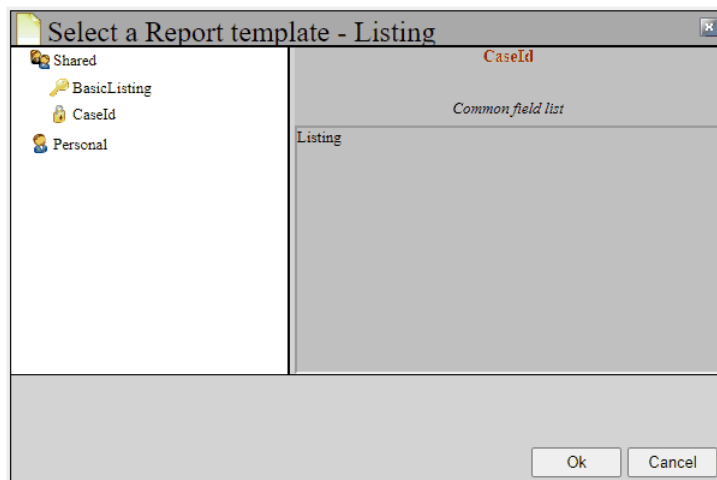 Select a Report template - Listing
Shared
BasicListing
CaseId
Personal
CaseId
Common field list
Listing
Ok
Cancel